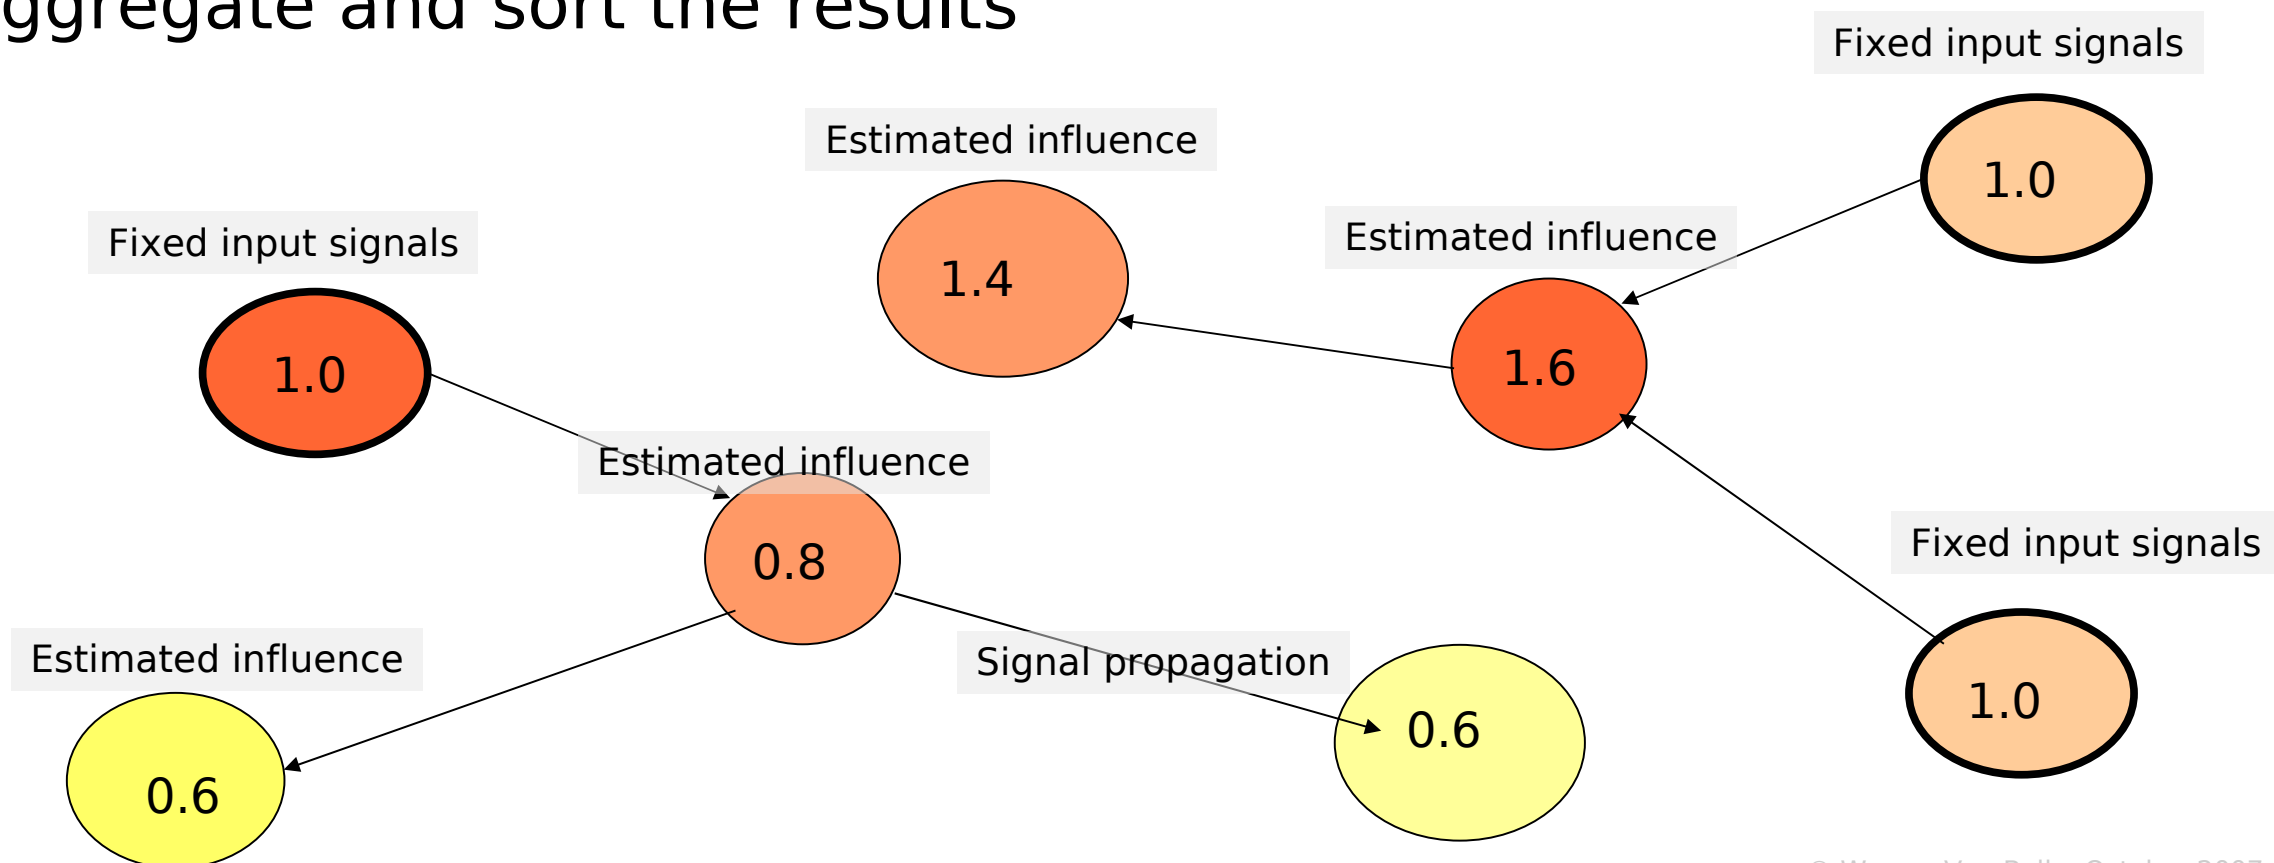 ggregate and sort the results
Fixed input signals
Estimated influence
1.0
Fixed input signals
Estimated influence
1.4
1.0
1.6
Estimated influence
Fixed input signals
0.8
Estimated influence
Signal propagation
1.0
0.6
0.6